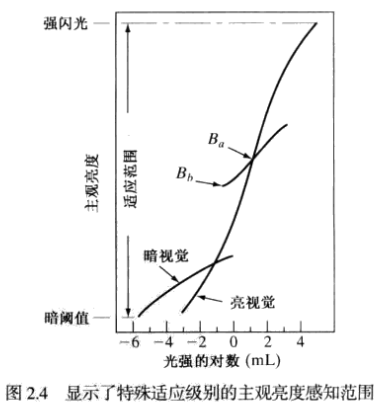 强闪光
主观亮度
适应范围
Ba
Bb
暗视觉
亮视觉
暗阈值
−6 −4 −2 0 2 4
光强的对数 (mL)
图 2.4 显示了特殊适应级别的主观亮度感知范围